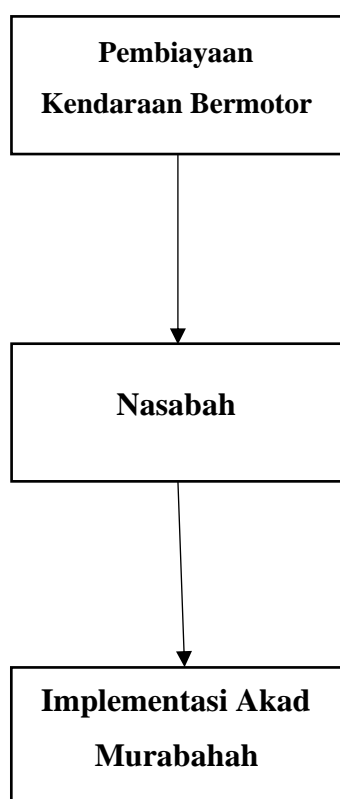 Pembiayaan
Kendaraan Bermotor
Nasabah
Implementasi Akad
Murabahah